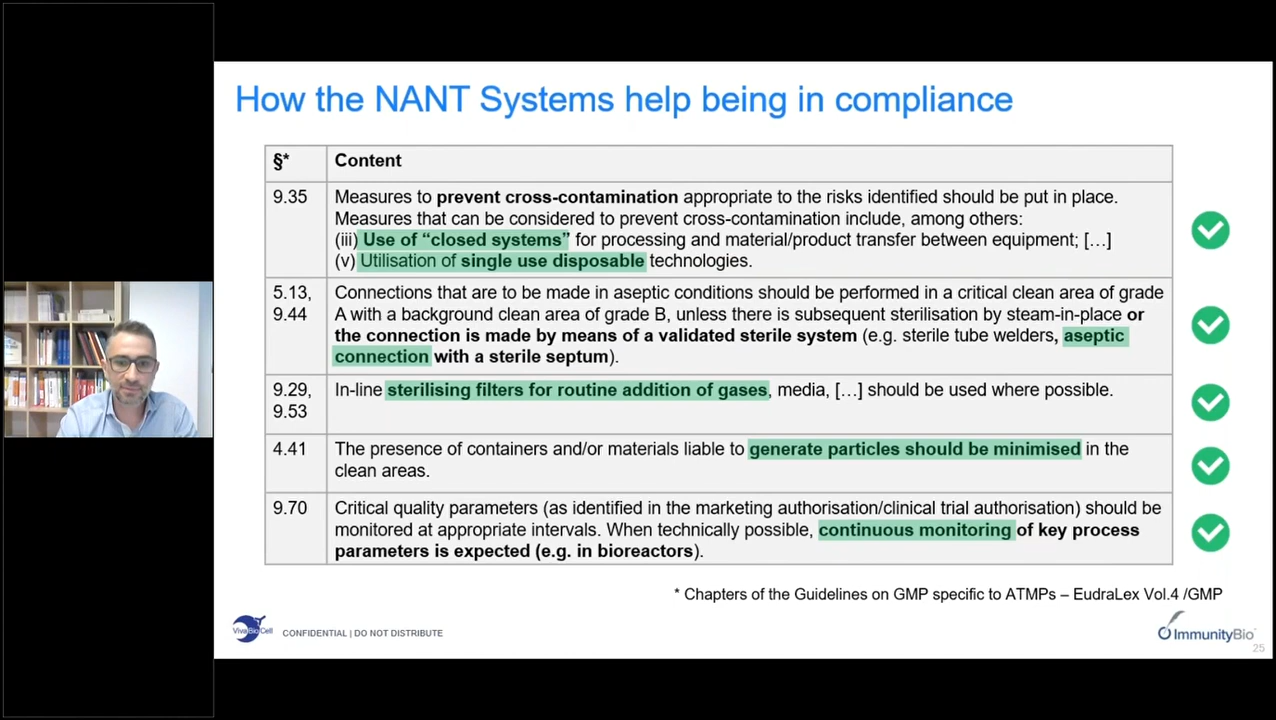 How the NANT Systems help being in compliance
§* Content
9.35 Measures to prevent cross-contamination appropriate to the risks identified should be put in place.
Measures that can be considered to prevent cross-contamination include, among others:
(iii) Use of “closed systems” for processing and material/product transfer between equipment; […]
(v) Utilisation of single use disposable technologies.
5.13, Connections that are to be made in aseptic conditions should be performed in a critical clean area of grade
9.44 A with a background clean area of grade B, unless there is subsequent sterilisation by steam-in-place or
the connection is made by means of a validated sterile system (e.g. sterile tube welders, aseptic
connection with a sterile septum).
9.29, In-line sterilising filters for routine addition of gases, media, […] should be used where possible.
9.53
4.41 The presence of containers and/or materials liable to generate particles should be minimised in the
clean areas.
9.70 Critical quality parameters (as identified in the marketing authorisation/clinical trial authorisation) should be
monitored at appropriate intervals. When technically possible, continuous monitoring of key process
parameters is expected (e.g. in bioreactors).
* Chapters of the Guidelines on GMP specific to ATMPs – EudraLex Vol.4 /GMP
VivaBioCell CONFIDENTIAL | DO NOT DISTRIBUTE
ImmunityBio
25